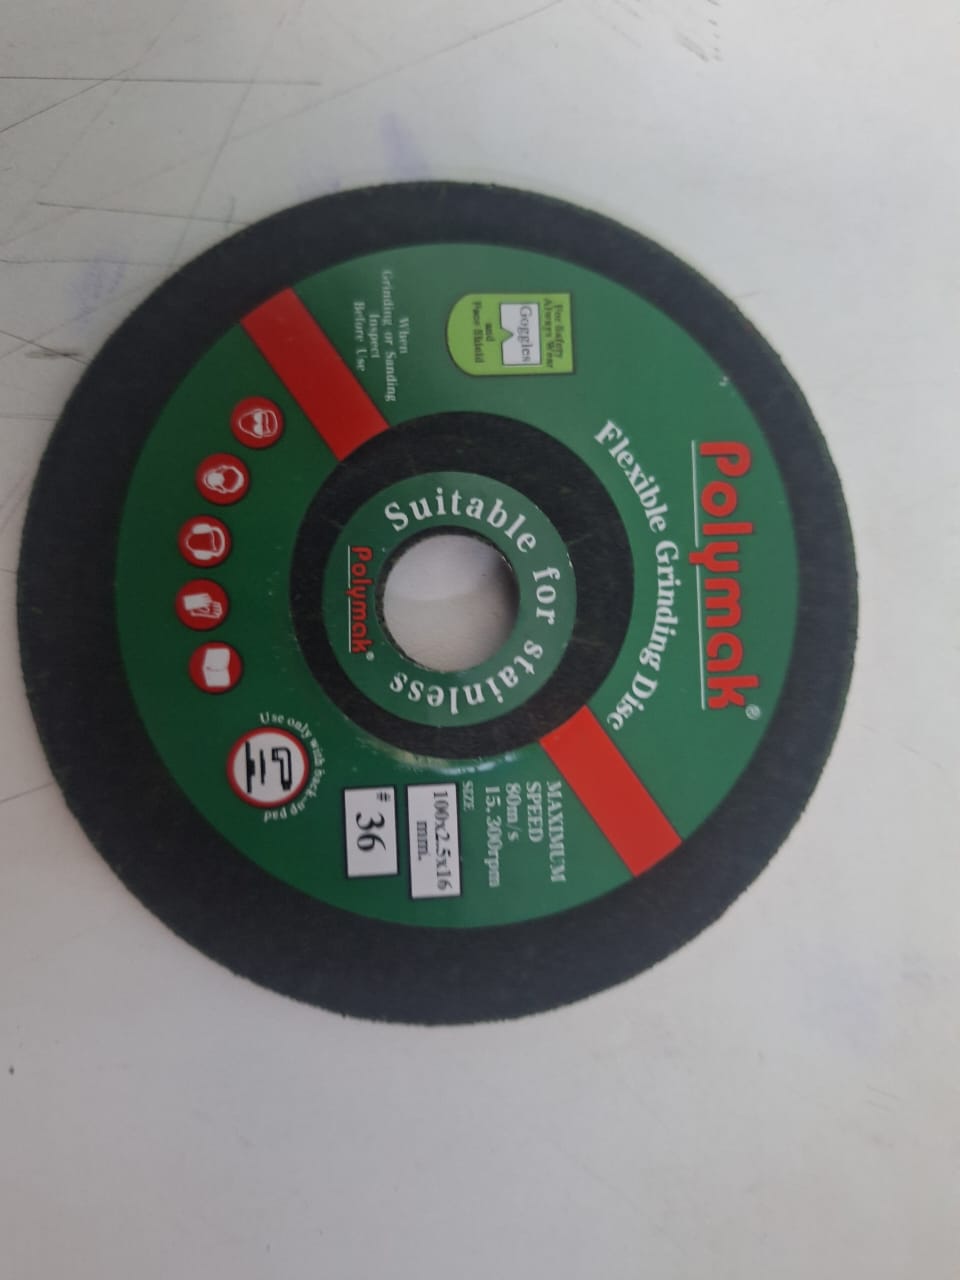 Polymak®
Flexible Grinding Disc
For Safety
Always Wear
Goggles
and
Face Shield
When
Grinding or Sanding
Inspect
Before Use
Suitable for stainless
Polymak®
MAXIMUM
SPEED
80m/s
15,300rpm
SIZE
100x2.5x16
mm.
# 36
Use only with back-up pad